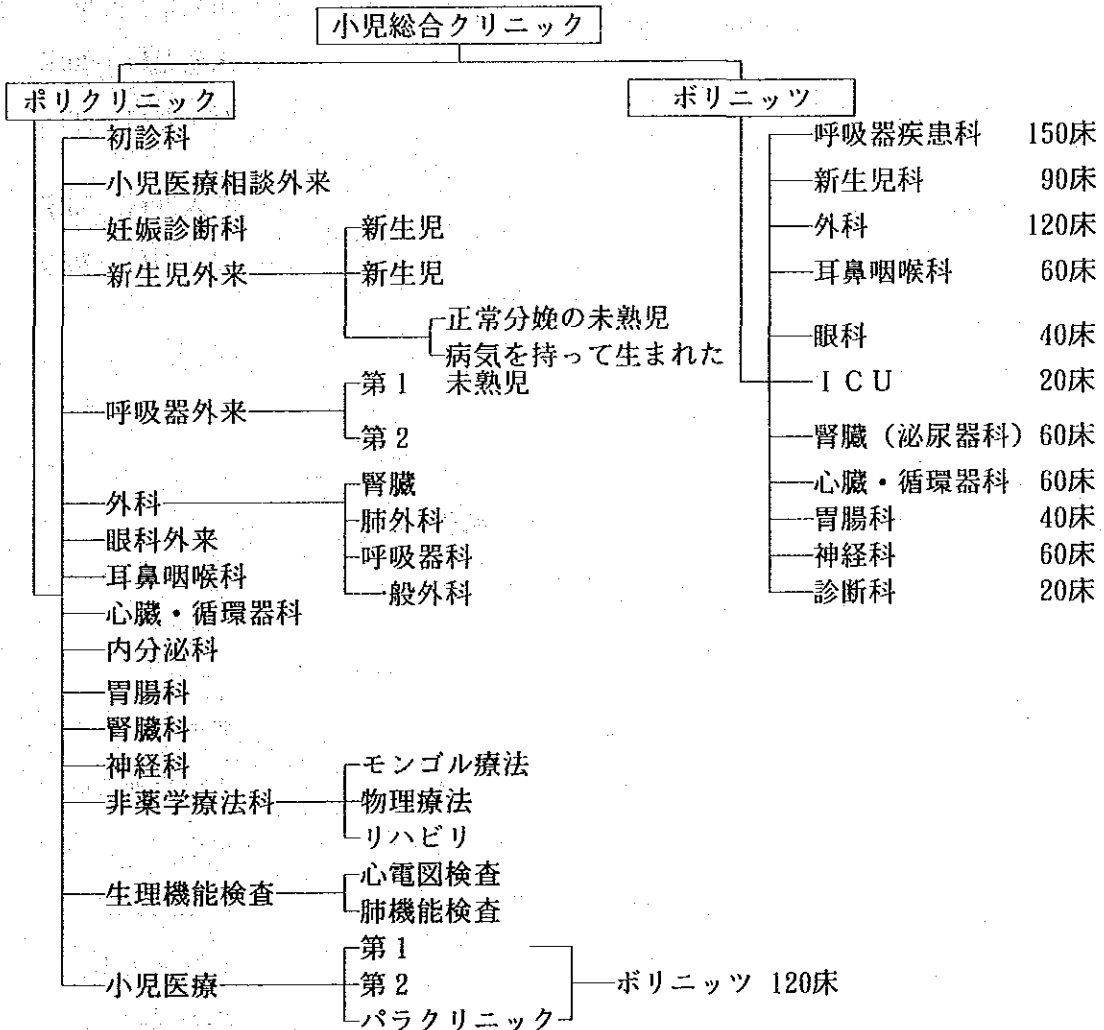 小児総合クリニック
ポリクリニック
初診科
小児医療相談外来
妊娠診断科
新生児外来
新生児
新生児
正常分娩の未熟児
病気を持って生まれた
未熟児
呼吸器外来
第1
第2
外科
腎臓
肺外科
呼吸器科
一般外科
眼科外来
耳鼻咽喉科
心臓・循環器科
内分泌科
胃腸科
腎臓科
神経科
非薬学療法科
モンゴル療法
物理療法
リハビリ
生理機能検査
心電図検査
肺機能検査
小児医療
第1
第2
パラクリニック
ボリニッツ 120床
ボリニッツ
呼吸器疾患科 150床
新生児科 90床
外科 120床
耳鼻咽喉科 60床
眼科 40床
ICU 20床
腎臓(泌尿器科) 60床
心臓・循環器科 60床
胃腸科 40床
神経科 60床
診断科 20床